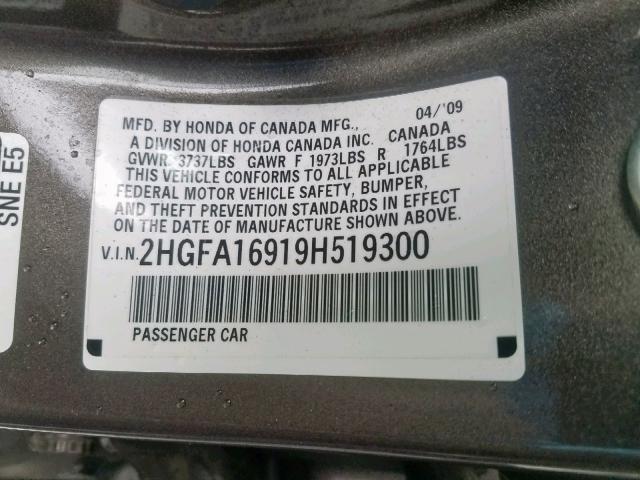 04/'09
MFD. BY HONDA OF CANADA MFG.,
A DIVISION OF HONDA CANADA INC. CANADA
GVWR 3737LBS GAWR F 1973LBS R 1764LBS
THIS VEHICLE CONFORMS TO ALL APPLICABLE
FEDERAL MOTOR VEHICLE SAFETY, BUMPER,
AND THEFT PREVENTION STANDARDS IN EFFECT
ON THE DATE OF MANUFACTURE SHOWN ABOVE.
V.I.N. 2HGFA16919H519300
PASSENGER CAR
SNE E5